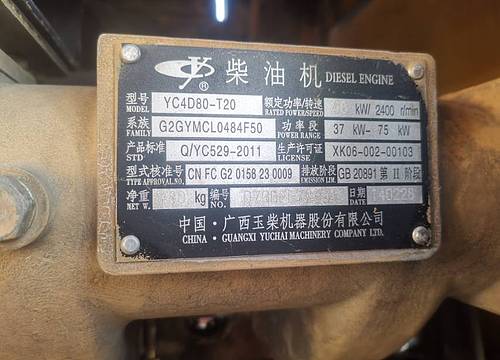 柴油机 DIESEL ENGINE
型号 MODEL YC4D80-T20 额定功率/转速 RATED POWER/SPEED kW/ 2400 r/min
系族 FAMILY G2GYMCL0484F50 功率段 POWER RANGE 37 kW- 75 kW
产品标准 STD Q/YC529-2011 生产许可证 LICENSE XK06-002-00103
型式核准号 TYPE APPROVAL NO. CN FC G2 0158 23 0009 排放阶段 EMISSION LIM. GB 20891 第 II 阶段
净重 NET W. kg 编号 NO. 日期 DATE
中国·广西玉柴机器股份有限公司
CHINA · GUANGXI YUCHAI MACHINERY COMPANY LTD.